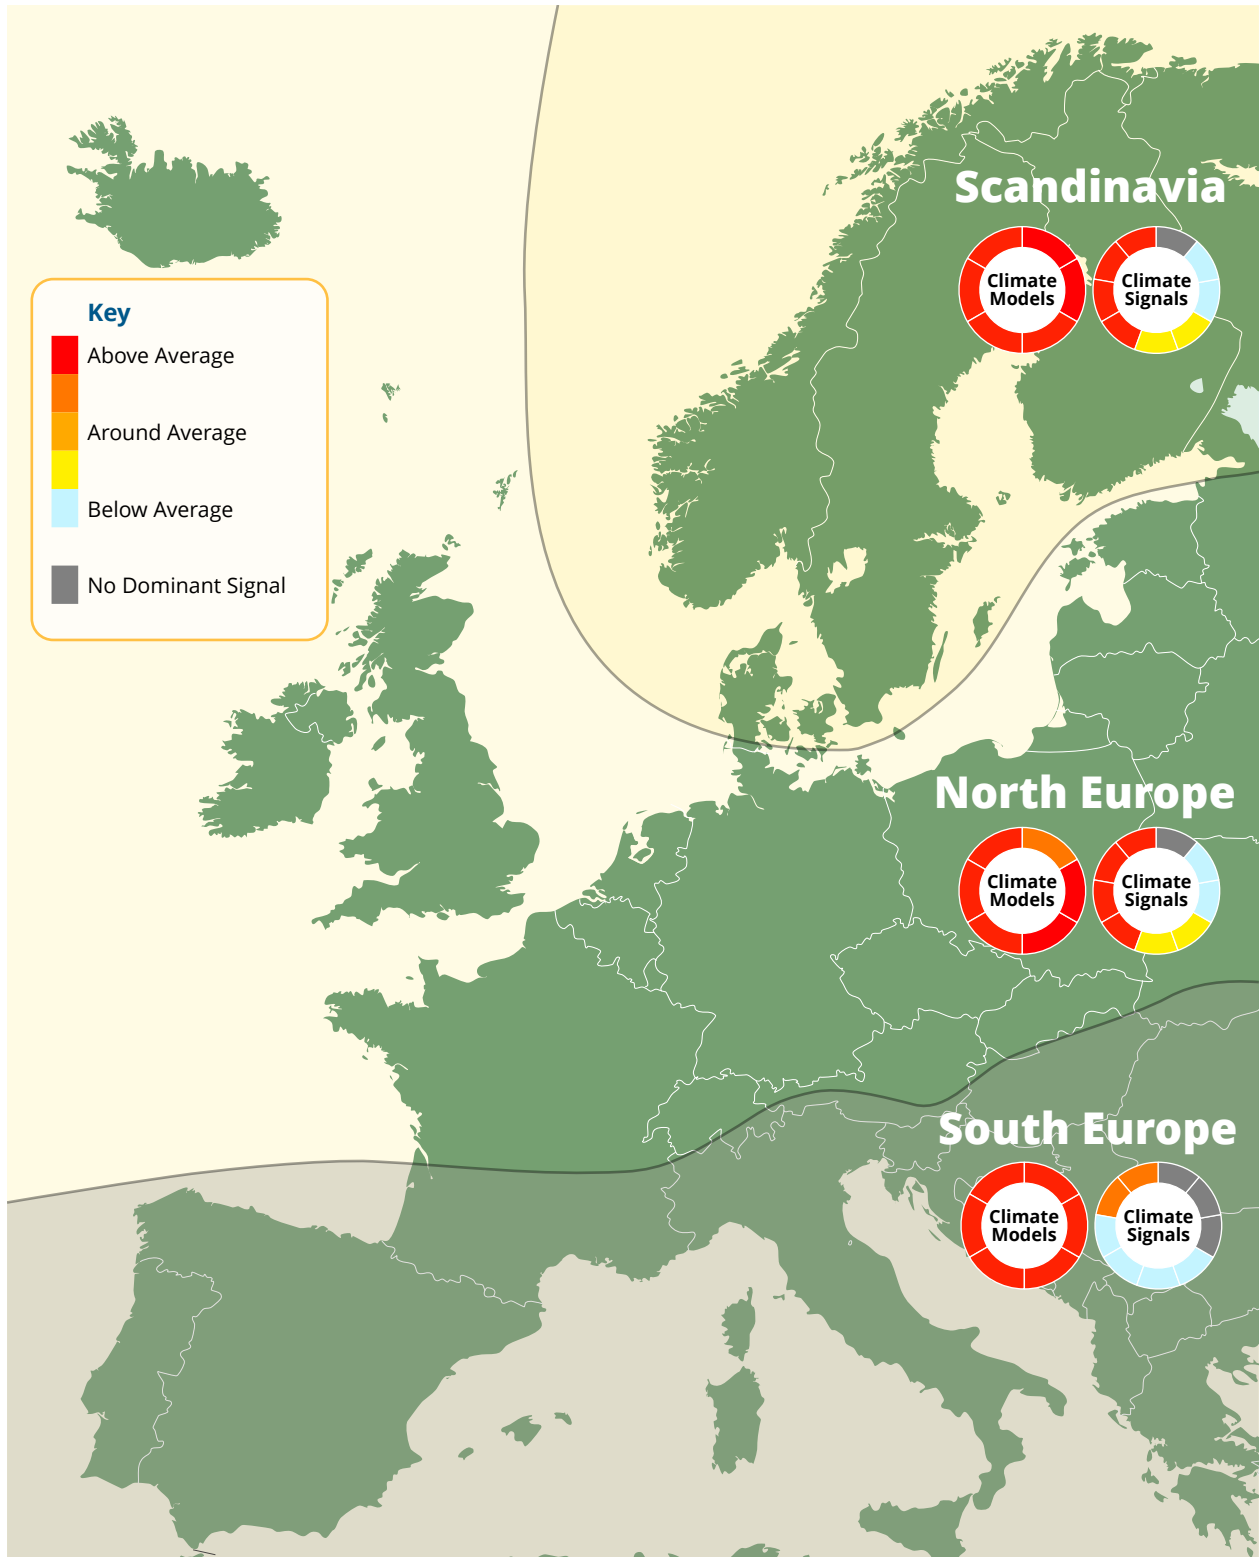 Scandinavia
Climate
Models
Climate
Signals
Key
Above Average
Around Average
Below Average
No Dominant Signal
North Europe
Climate
Models
Climate
Signals
South Europe
Climate
Models
Climate
Signals